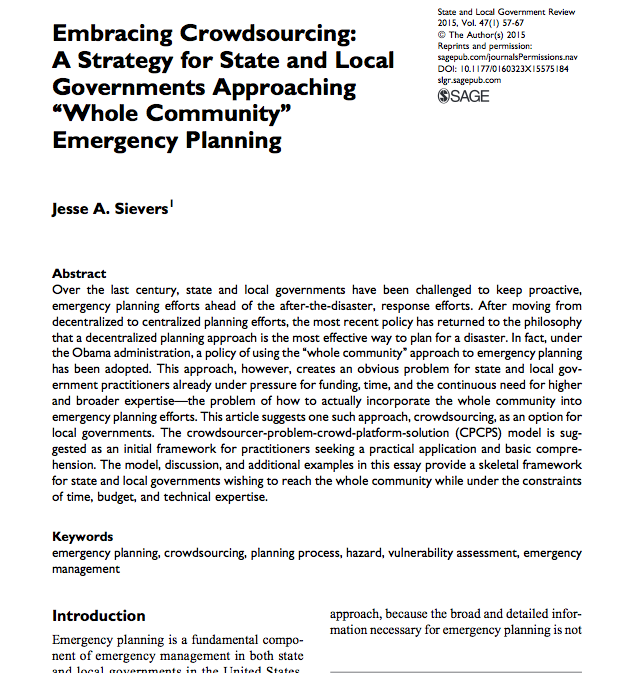 Embracing Crowdsourcing:
A Strategy for State and Local
Governments Approaching
“Whole Community”
Emergency Planning
State and Local Government Review
2015, Vol. 47(1) 57-67
© The Author(s) 2015
Reprints and permission:
sagepub.com/journalsPermissions.nav
DOI: 10.1177/0160323X15575184
slgr.sagepub.com
SAGE
Jesse A. Sievers1
Abstract
Over the last century, state and local governments have been challenged to keep proactive,
emergency planning efforts ahead of the after-the-disaster, response efforts. After moving from
decentralized to centralized planning efforts, the most recent policy has returned to the philosophy
that a decentralized planning approach is the most effective way to plan for a disaster. In fact, under
the Obama administration, a policy of using the “whole community” approach to emergency planning
has been adopted. This approach, however, creates an obvious problem for state and local gov-
ernment practitioners already under pressure for funding, time, and the continuous need for higher
and broader expertise—the problem of how to actually incorporate the whole community into
emergency planning efforts. This article suggests one such approach, crowdsourcing, as an option for
local governments. The crowdsourcer-problem-crowd-platform-solution (CPCPS) model is sug-
gested as an initial framework for practitioners seeking a practical application and basic compre-
hension. The model, discussion, and additional examples in this essay provide a skeletal framework
for state and local governments wishing to reach the whole community while under the constraints
of time, budget, and technical expertise.
Keywords
emergency planning, crowdsourcing, planning process, hazard, vulnerability assessment, emergency
management
Introduction
Emergency planning is a fundamental compo-
nent of emergency management in both state
and local governments in the United States.
approach, because the broad and detailed infor-
mation necessary for emergency planning is not